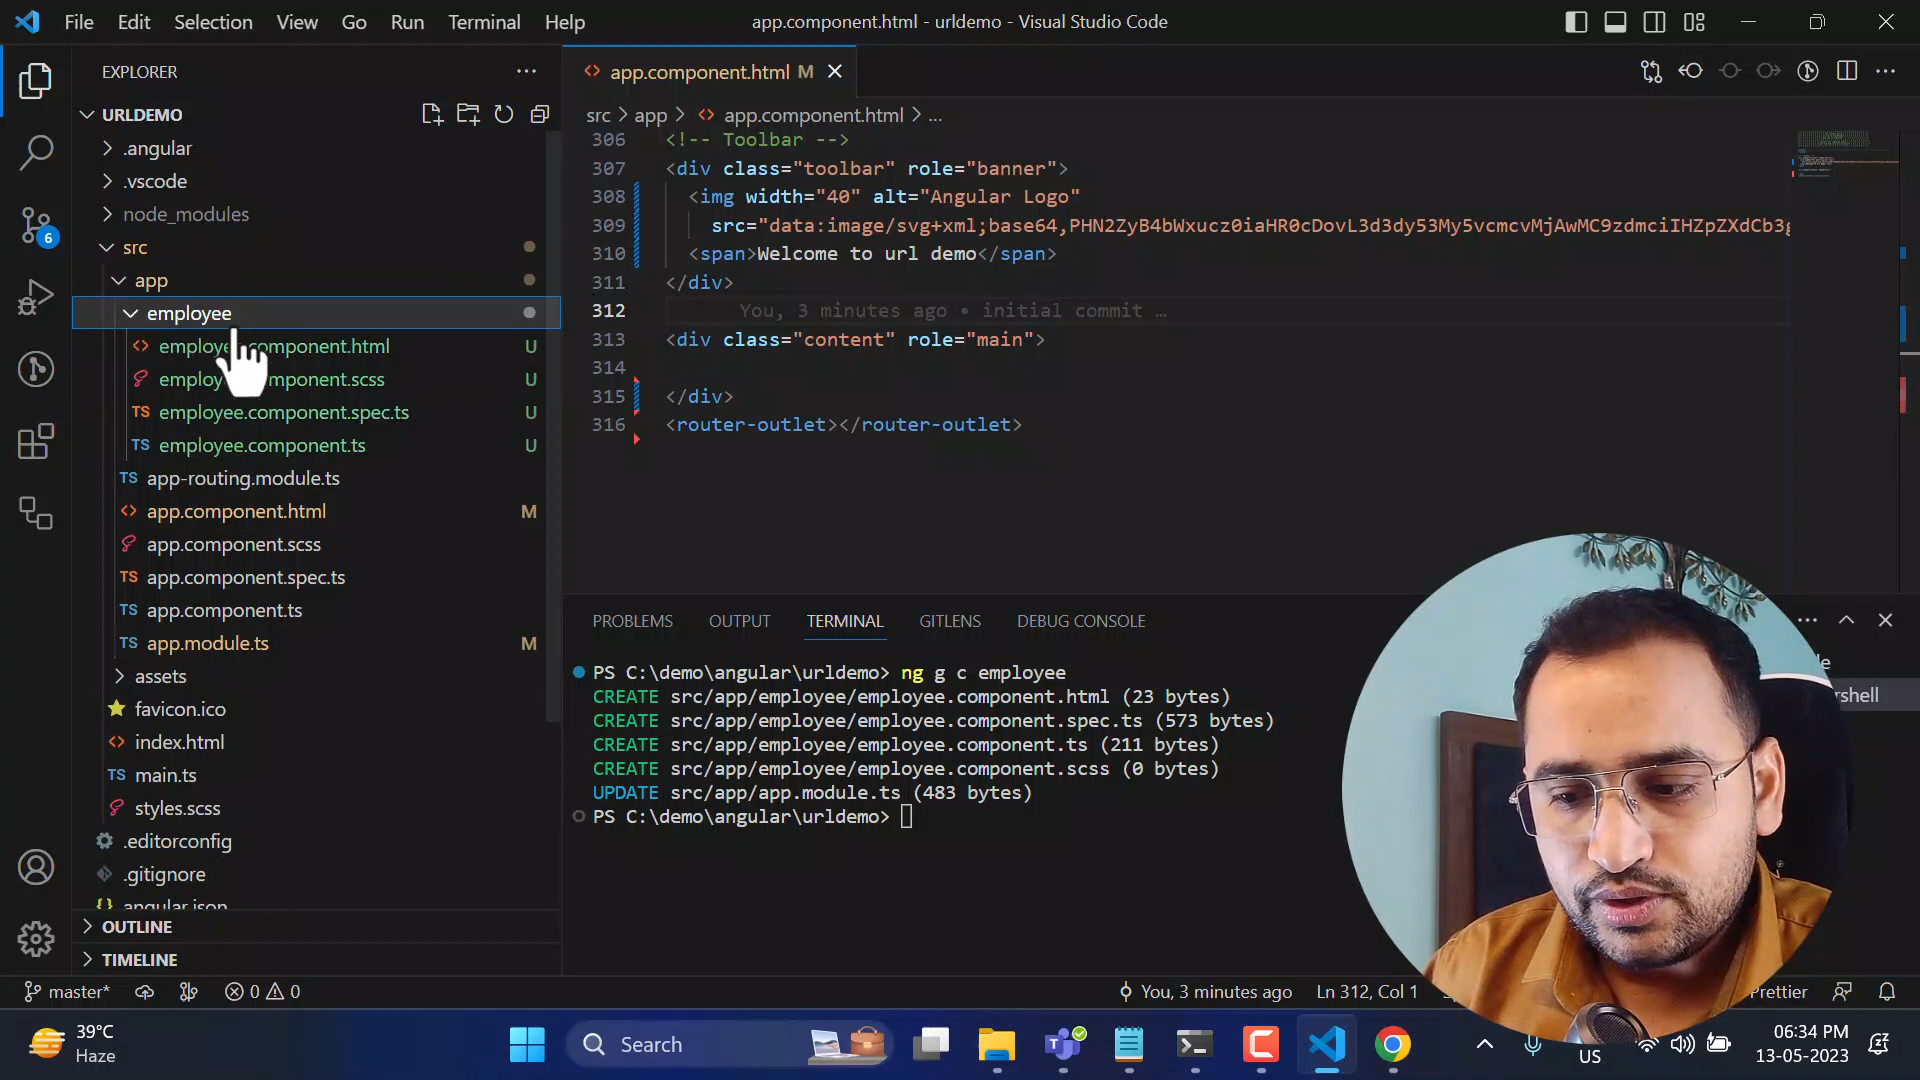 File Edit Selection View Go Run Terminal Help
app.component.html - urldemo - Visual Studio Code
EXPLORER
app.component.html M
URLDEMO
src > app > app.component.html > ...
.angular
.vscode
node_modules
src
app
employee
employee.component.html U
component.scss U
employee.component.spec.ts U
employee.component.ts U
app-routing.module.ts
app.component.html M
app.component.scss
app.component.spec.ts
app.component.ts
app.module.ts M
assets
favicon.ico
index.html
main.ts
styles.scss
.editorconfig
.gitignore
angular.json
OUTLINE
TIMELINE
6
306 <!-- Toolbar -->
307 <div class="toolbar" role="banner">
308 <img width="40" alt="Angular Logo"
309 src="data:image/svg+xml;base64,PHN2ZyB4bWxucz0iaHR0cDovL3d3dy53My5vcmcvMjAwMC9zdmciIHZpZXdCb3g
310 <span>Welcome to url demo</span>
311 </div>
312 You, 3 minutes ago • initial commit …
313 <div class="content" role="main">
314
315 </div>
316 <router-outlet></router-outlet>
PROBLEMS OUTPUT TERMINAL GITLENS DEBUG CONSOLE
PS C:\demo\angular\urldemo> ng g c employee
CREATE src/app/employee/employee.component.html (23 bytes)
CREATE src/app/employee/employee.component.spec.ts (573 bytes)
CREATE src/app/employee/employee.component.ts (211 bytes)
CREATE src/app/employee/employee.component.scss (0 bytes)
UPDATE src/app/app.module.ts (483 bytes)
PS C:\demo\angular\urldemo>
master* 0 0
You, 3 minutes ago Ln 312, Col 1 Prettier
39°C
Haze
Search
US
06:34 PM
13-05-2023